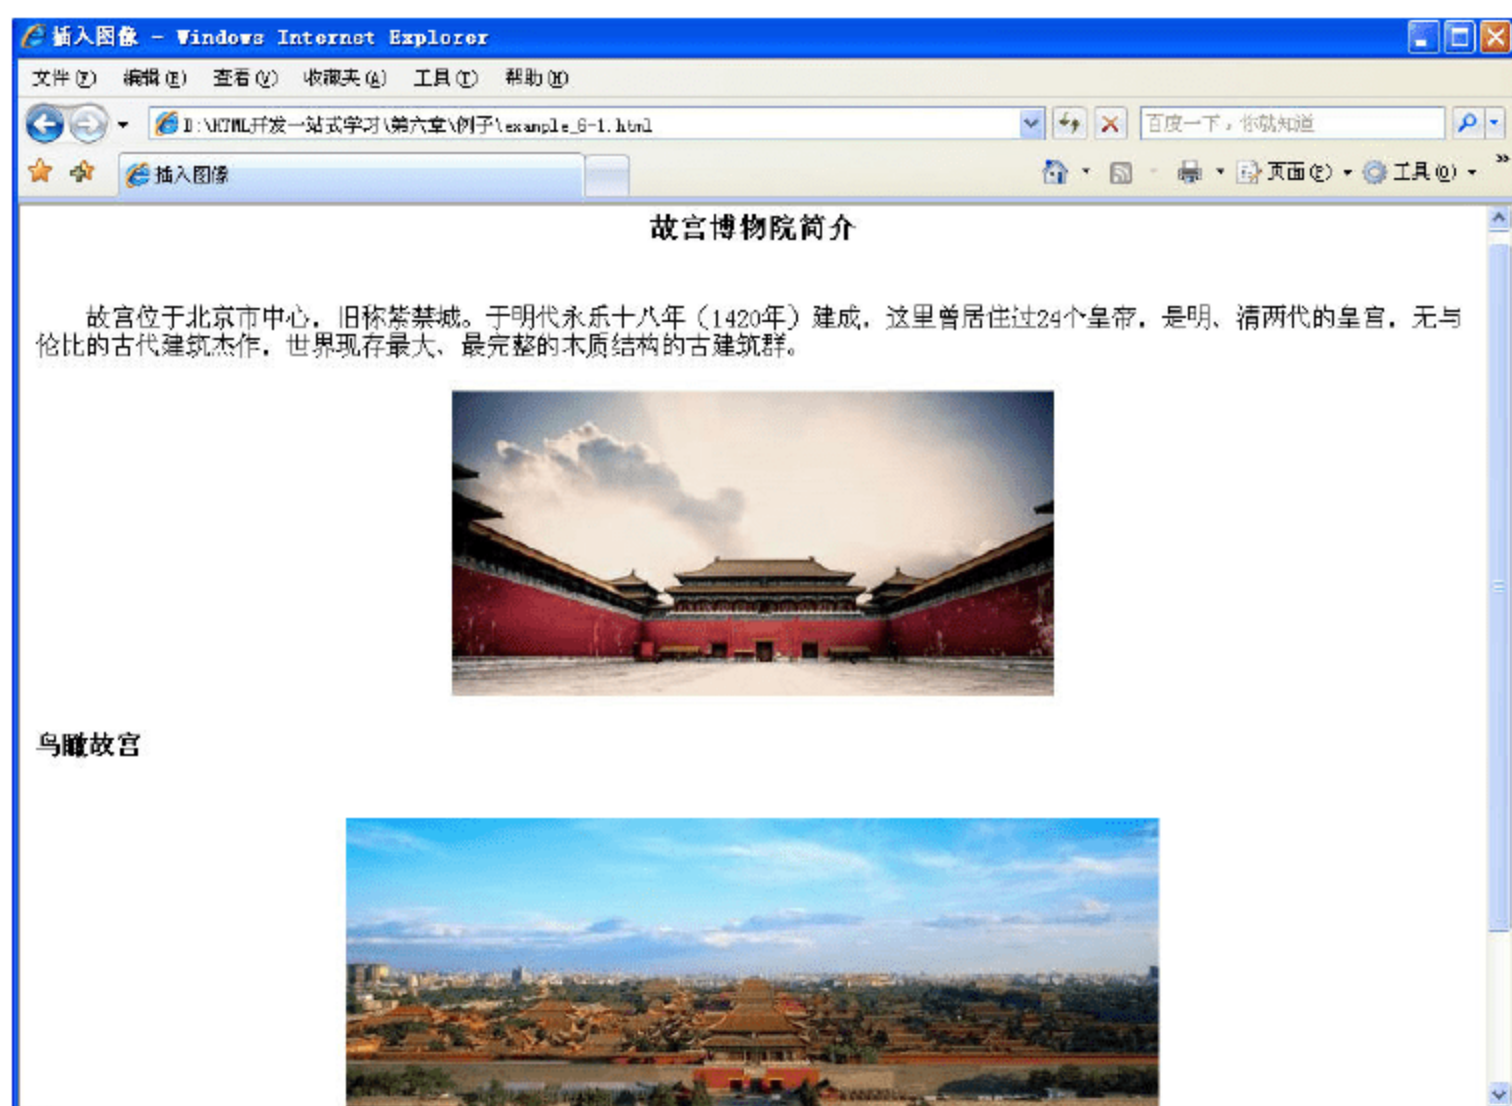 插入图像 - Windows Internet Explorer
文件(F) 编辑(E) 查看(V) 收藏夹(A) 工具(T) 帮助(H)
D:\HTML开发一站式学习\第六章\例子\example_6-1.html 百度一下，你就知道
插入图像 页面(P) 工具(O) »
故宫博物院简介
故宫位于北京市中心，旧称紫禁城。于明代永乐十八年（1420年）建成，这里曾居住过24个皇帝，是明、清两代的皇宫，无与
伦比的古代建筑杰作，世界现存最大、最完整的木质结构的古建筑群。
鸟瞰故宫